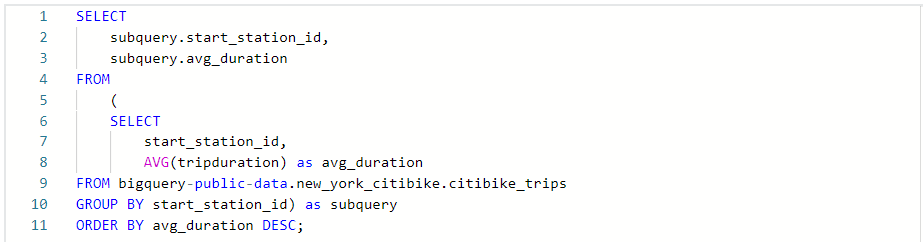 1 SELECT
2 subquery.start_station_id,
3 subquery.avg_duration
4 FROM
5 (
6 SELECT
7 start_station_id,
8 AVG(tripduration) as avg_duration
9 FROM bigquery-public-data.new_york_citibike.citibike_trips
10 GROUP BY start_station_id) as subquery
11 ORDER BY avg_duration DESC;